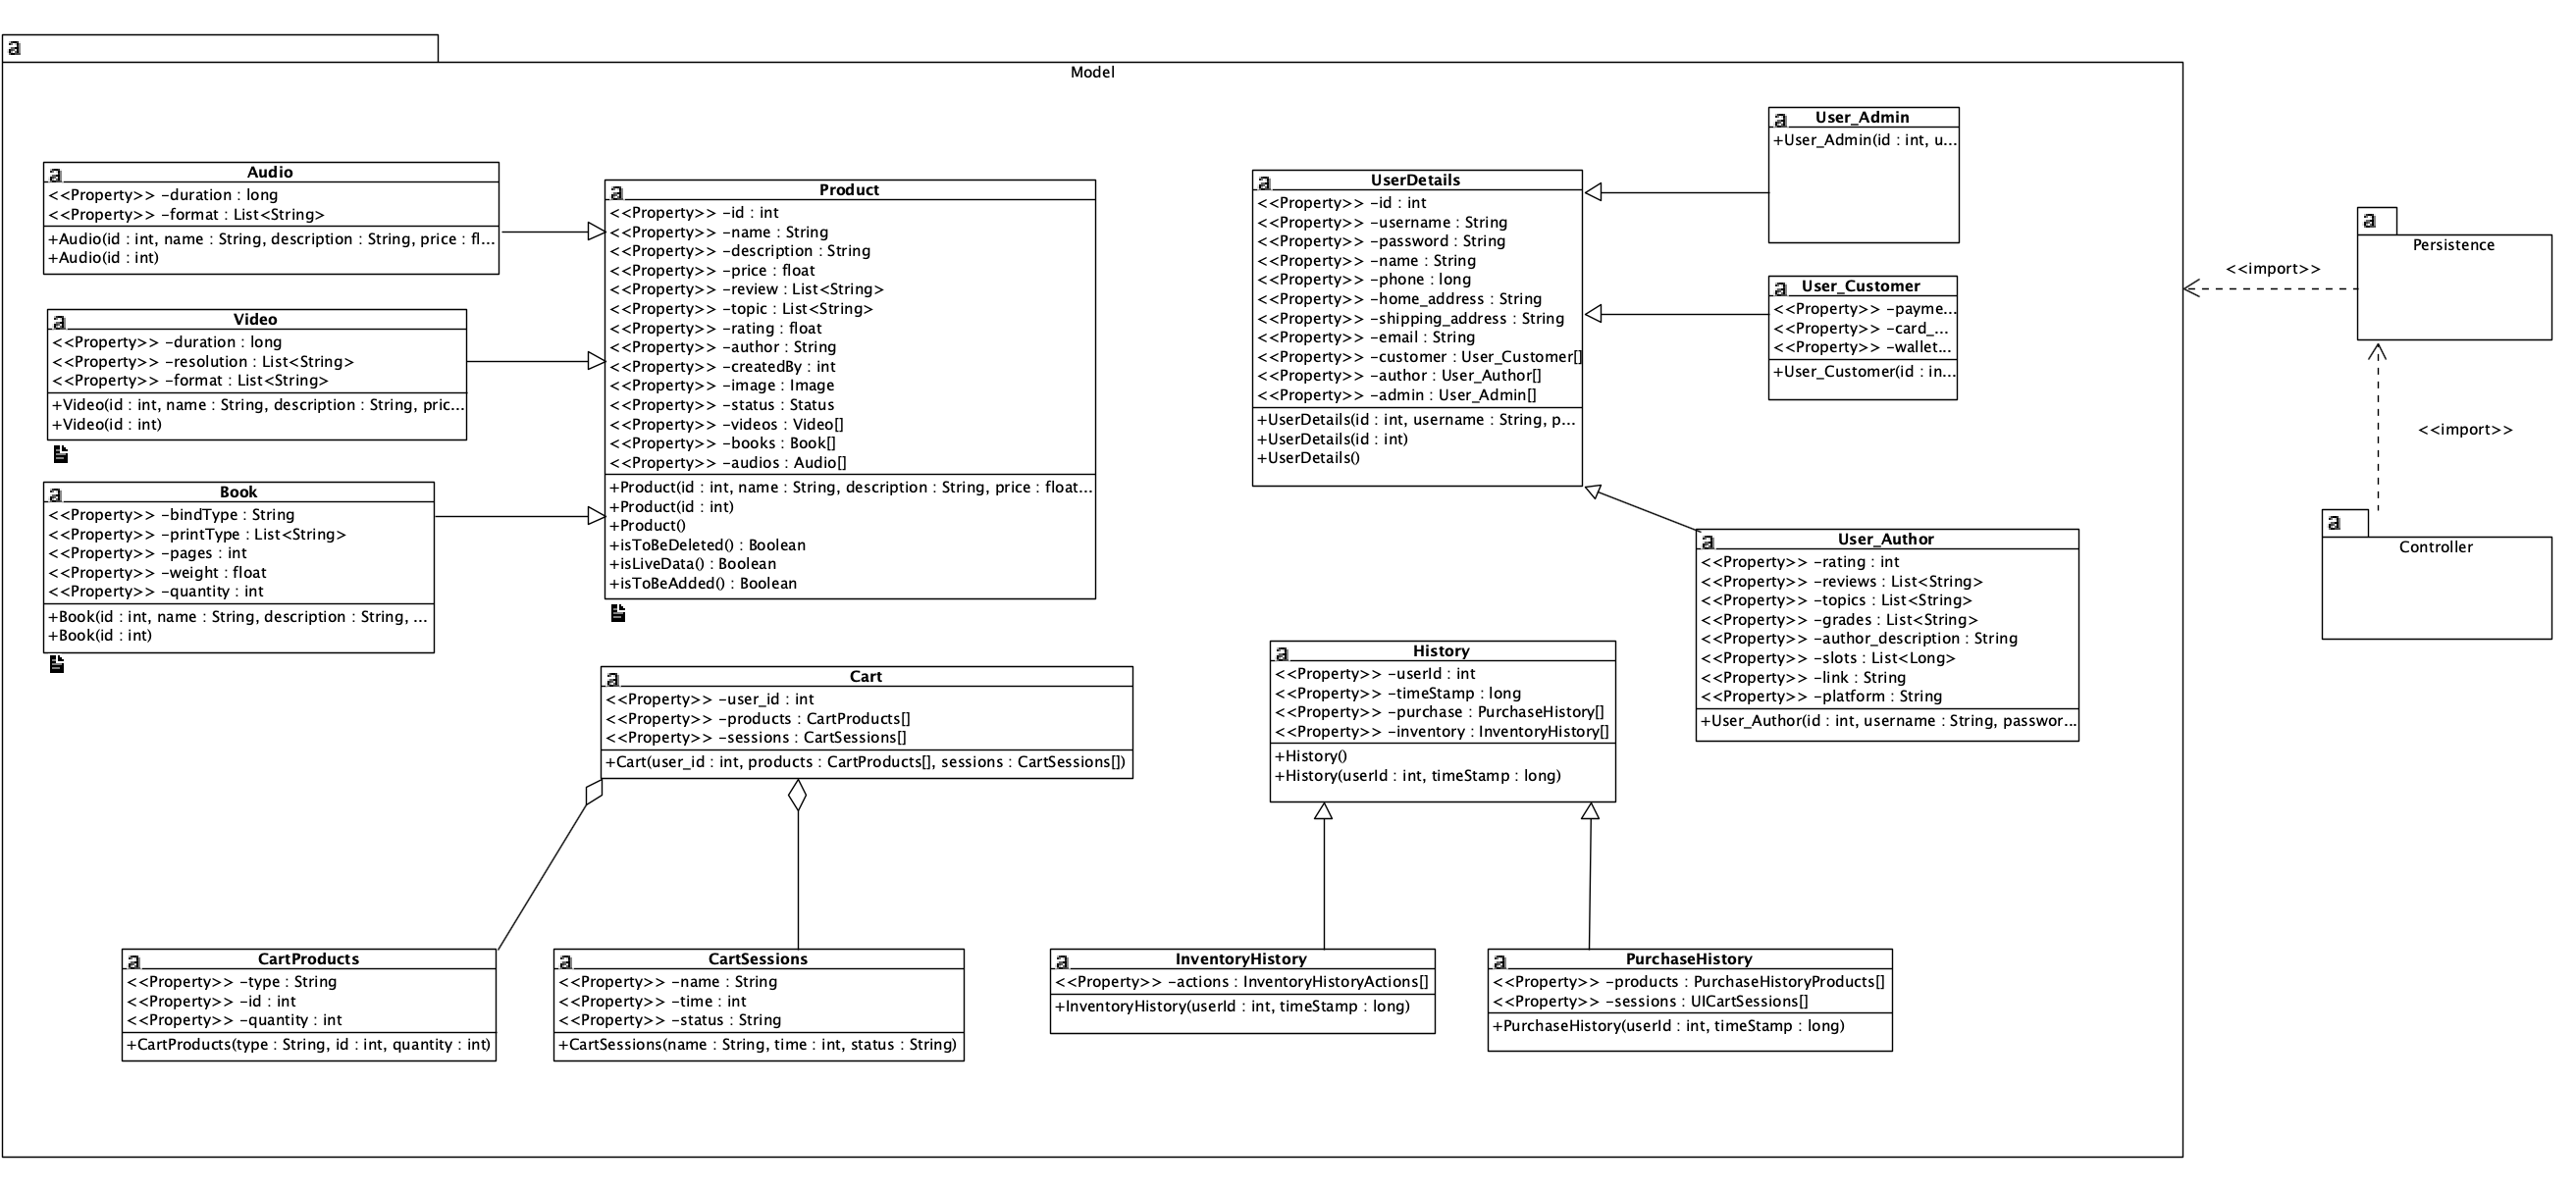 Model
Audio
<<Property>> -duration : long
<<Property>> -format : List<String>
+Audio(id : int, name : String, description : String, price : fl...
+Audio(id : int)
Video
<<Property>> -duration : long
<<Property>> -resolution : List<String>
<<Property>> -format : List<String>
+Video(id : int, name : String, description : String, pric...
+Video(id : int)
Book
<<Property>> -bindType : String
<<Property>> -printType : List<String>
<<Property>> -pages : int
<<Property>> -weight : float
<<Property>> -quantity : int
+Book(id : int, name : String, description : String, ...
+Book(id : int)
Product
<<Property>> -id : int
<<Property>> -name : String
<<Property>> -description : String
<<Property>> -price : float
<<Property>> -review : List<String>
<<Property>> -topic : List<String>
<<Property>> -rating : float
<<Property>> -author : String
<<Property>> -createdBy : int
<<Property>> -image : Image
<<Property>> -status : Status
<<Property>> -videos : Video[]
<<Property>> -books : Book[]
<<Property>> -audios : Audio[]
+Product(id : int, name : String, description : String, price : float...
+Product(id : int)
+Product()
+isToBeDeleted() : Boolean
+isLiveData() : Boolean
+isToBeAdded() : Boolean
UserDetails
<<Property>> -id : int
<<Property>> -username : String
<<Property>> -password : String
<<Property>> -name : String
<<Property>> -phone : long
<<Property>> -home_address : String
<<Property>> -shipping_address : String
<<Property>> -email : String
<<Property>> -customer : User_Customer[]
<<Property>> -author : User_Author[]
<<Property>> -admin : User_Admin[]
+UserDetails(id : int, username : String, p...
+UserDetails(id : int)
+UserDetails()
User_Admin
+User_Admin(id : int, u...
User_Customer
<<Property>> -payme...
<<Property>> -card_...
<<Property>> -wallet...
+User_Customer(id : in...
User_Author
<<Property>> -rating : int
<<Property>> -reviews : List<String>
<<Property>> -topics : List<String>
<<Property>> -grades : List<String>
<<Property>> -author_description : String
<<Property>> -slots : List<Long>
<<Property>> -link : String
<<Property>> -platform : String
+User_Author(id : int, username : String, passwor...
Cart
<<Property>> -user_id : int
<<Property>> -products : CartProducts[]
<<Property>> -sessions : CartSessions[]
+Cart(user_id : int, products : CartProducts[], sessions : CartSessions[])
History
<<Property>> -userId : int
<<Property>> -timeStamp : long
<<Property>> -purchase : PurchaseHistory[]
<<Property>> -inventory : InventoryHistory[]
+History()
+History(userId : int, timeStamp : long)
CartProducts
<<Property>> -type : String
<<Property>> -id : int
<<Property>> -quantity : int
+CartProducts(type : String, id : int, quantity : int)
CartSessions
<<Property>> -name : String
<<Property>> -time : int
<<Property>> -status : String
+CartSessions(name : String, time : int, status : String)
InventoryHistory
<<Property>> -actions : InventoryHistoryActions[]
+InventoryHistory(userId : int, timeStamp : long)
PurchaseHistory
<<Property>> -products : PurchaseHistoryProducts[]
<<Property>> -sessions : UICartSessions[]
+PurchaseHistory(userId : int, timeStamp : long)
Persistence
<<import>>
<<import>>
Controller